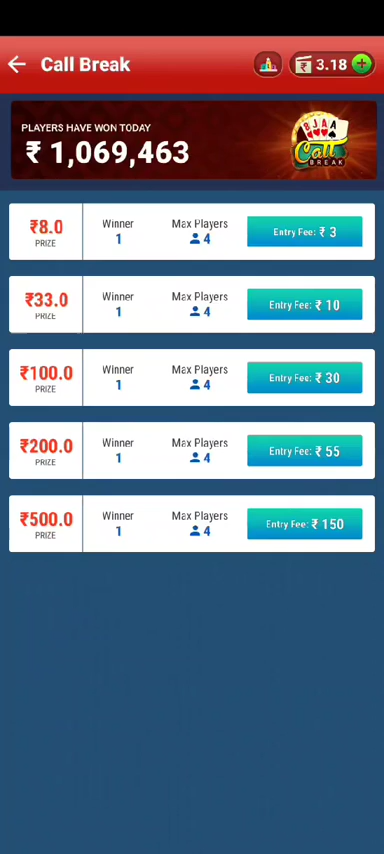 Call Break
3.18
PLAYERS HAVE WON TODAY
₹ 1,069,463
Call
BREAK
₹8.0
PRIZE
Winner
1
Max Players
4
Entry Fee: ₹ 3
₹33.0
PRIZE
Winner
1
Max Players
4
Entry Fee: ₹ 10
₹100.0
PRIZE
Winner
1
Max Players
4
Entry Fee: ₹ 30
₹200.0
PRIZE
Winner
1
Max Players
4
Entry Fee: ₹ 55
₹500.0
PRIZE
Winner
1
Max Players
4
Entry Fee: ₹ 150